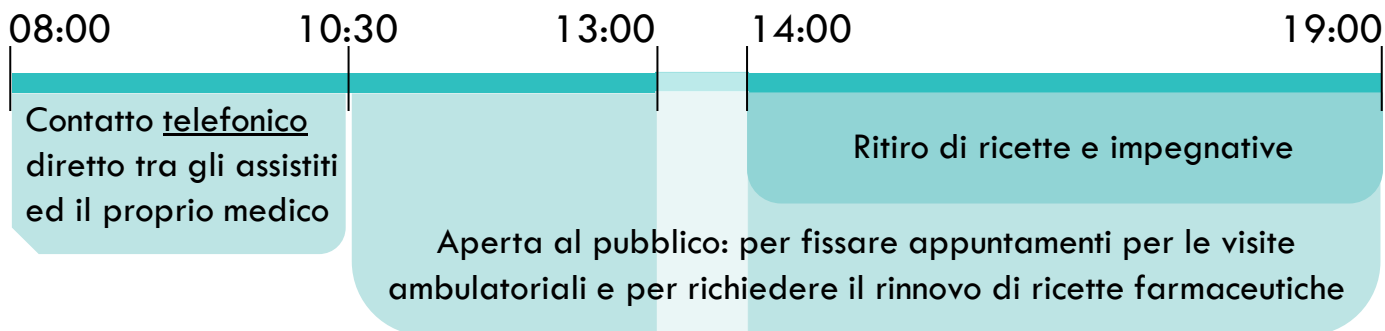 08:00 10:30 13:00 14:00 19:00
Contatto telefonico
diretto tra gli assistiti
ed il proprio medico
Ritiro di ricette e impegnative
Aperta al pubblico: per fissare appuntamenti per le visite
ambulatoriali e per richiedere il rinnovo di ricette farmaceutiche